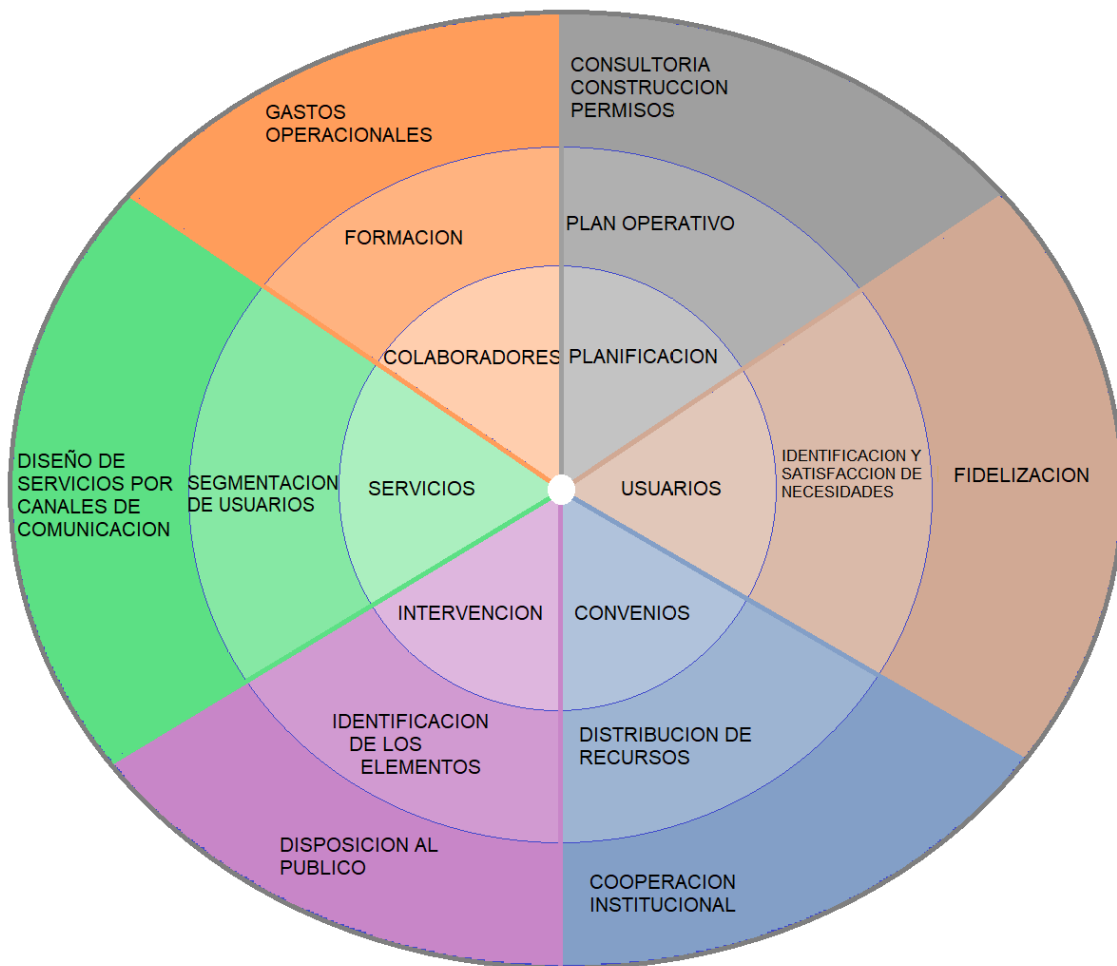 CONSULTORIA
CONSTRUCCION
PERMISOS
GASTOS
OPERACIONALES
FORMACION
PLAN OPERATIVO
COLABORADORES
PLANIFICACION
DISEÑO DE
SERVICIOS POR
CANALES DE
COMUNICACION
SEGMENTACION
DE USUARIOS
SERVICIOS
USUARIOS
IDENTIFICACION Y
SATISFACCION DE
NECESIDADES
FIDELIZACION
INTERVENCION
CONVENIOS
IDENTIFICACION
DE LOS
ELEMENTOS
DISTRIBUCION DE
RECURSOS
DISPOSICION AL
PUBLICO
COOPERACION
INSTITUCIONAL